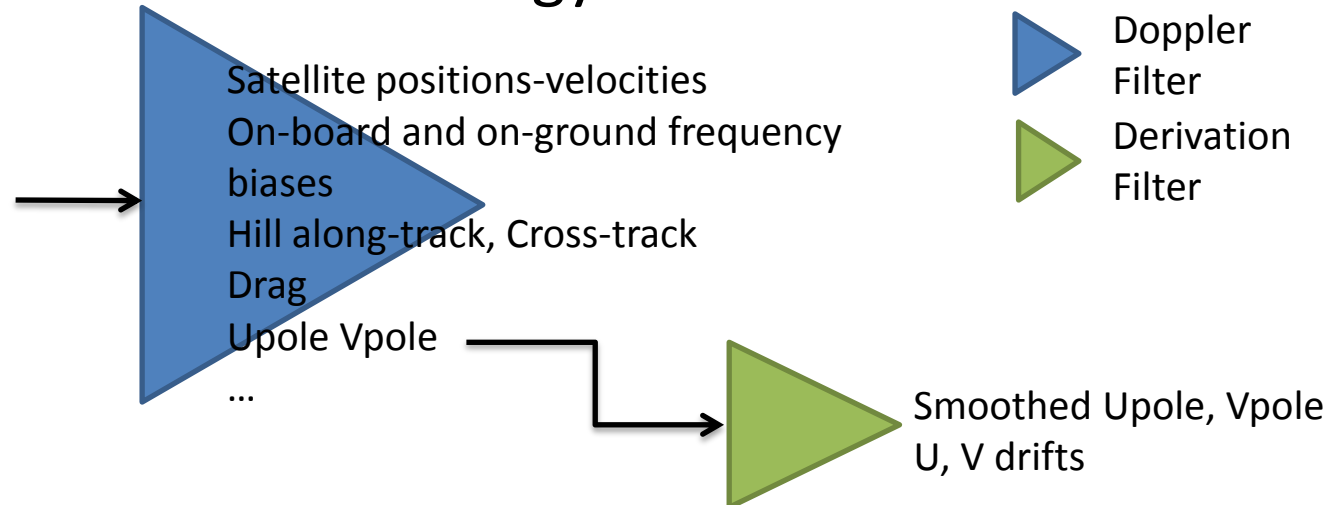 gy
Satellite positions-velocities
On-board and on-ground frequency
biases
Hill along-track, Cross-track
Drag
Upole Vpole
...
Doppler
Filter
Derivation
Filter
Smoothed Upole, Vpole
U, V drifts